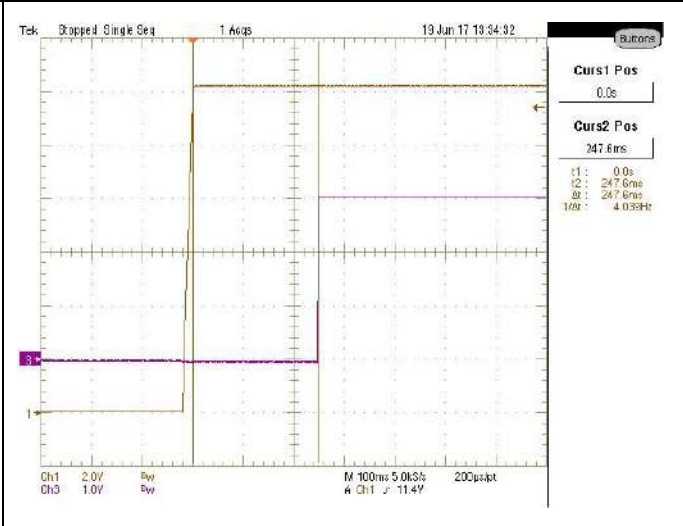 Tek Stopped Single Seq 1 Acqs 19 Jun 17 13:34:32
Buttons
Curs1 Pos
0.0s
Curs2 Pos
247.6ms
t1 : 0.0s
t2 : 247.6ms
Δt : 247.6ms
1/Δt : 4.039Hz
3
1
Ch1 2.0V Bw M 100ms 5.0kS/s 200µs/pt
Ch3 1.0V Bw A Ch1 ∫ 11.4V